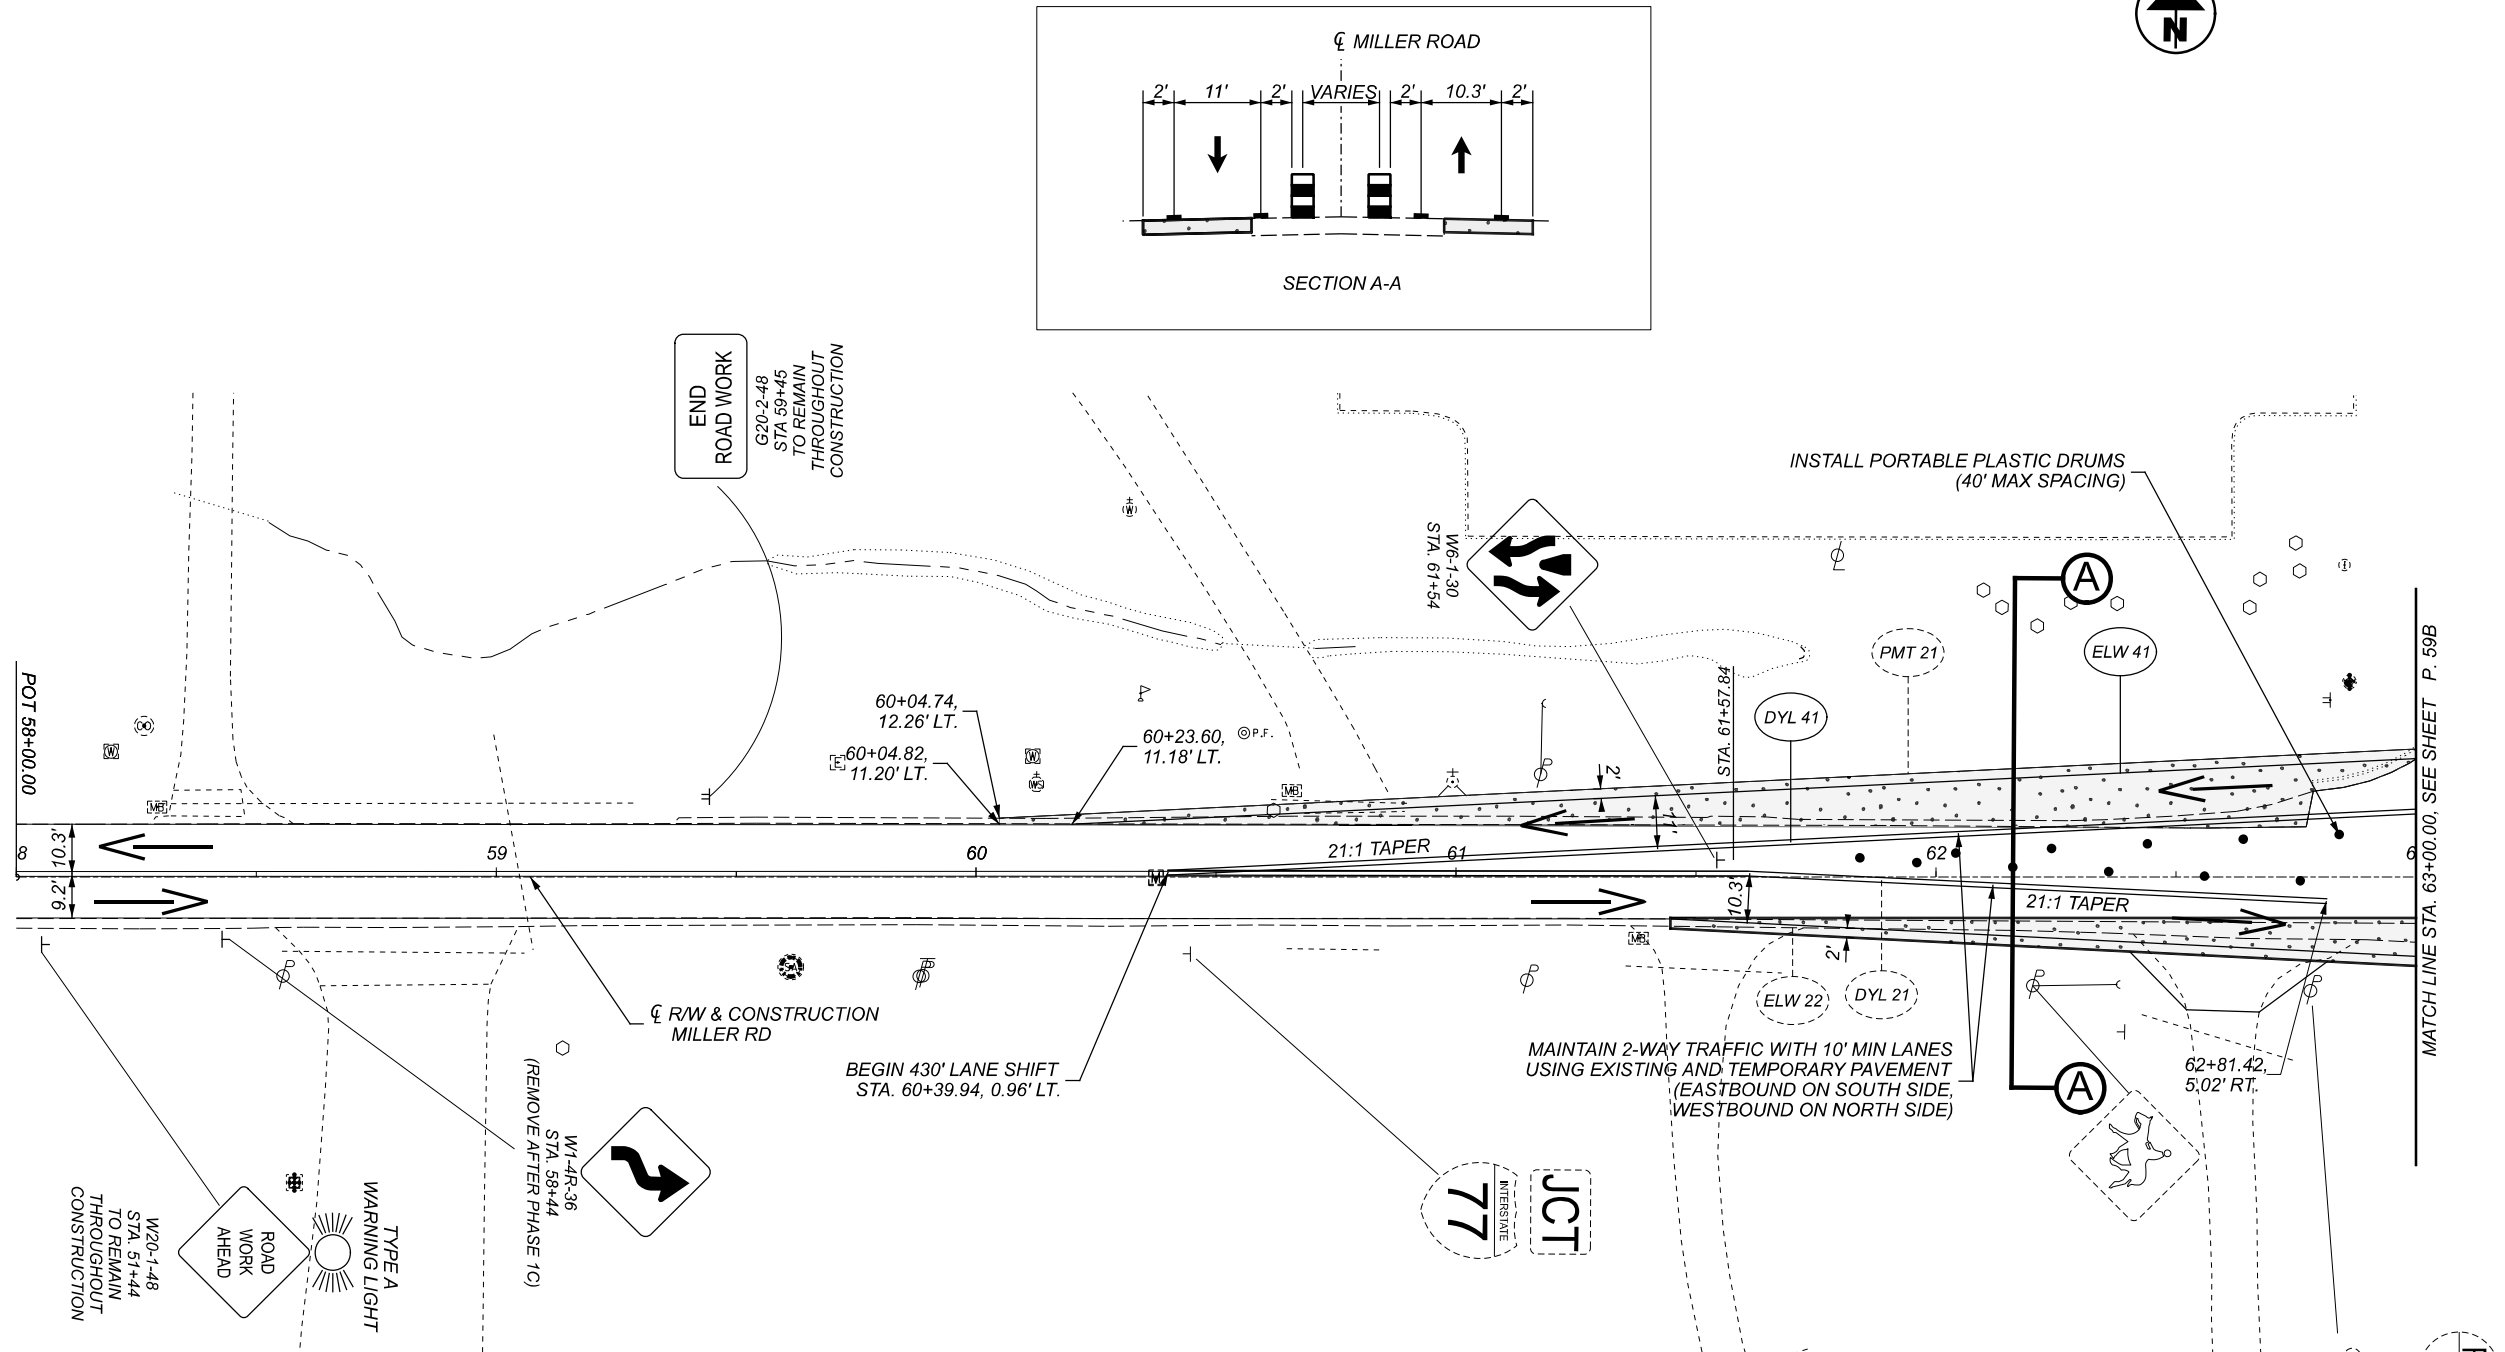 N
℄ MILLER ROAD
2' 11' 2' VARIES 2' 10.3' 2'
SECTION A-A
END
ROAD WORK
G20-2-48
STA 59+45
TO REMAIN
THROUGHOUT
CONSTRUCTION
INSTALL PORTABLE PLASTIC DRUMS
(40' MAX SPACING)
W6-1-30
STA. 61+54
A
PMT 21
ELW 41
DYL 41
STA. 61+57.84
MATCH LINE STA. 63+00.00, SEE SHEET P. 59B
POT 58+00.00
60+04.74,
12.26' LT.
60+04.82,
11.20' LT.
60+23.60,
11.18' LT.
P.F.
W
W
W
WS
E
MB
MB
2'
11'
10.3'
9.2'
8 59 60 61 62 6
21:1 TAPER
M
10.3'
21:1 TAPER
2'
MB
SA
ELW 22
DYL 21
℄ R/W & CONSTRUCTION
MILLER RD
BEGIN 430' LANE SHIFT
STA. 60+39.94, 0.96' LT.
MAINTAIN 2-WAY TRAFFIC WITH 10' MIN LANES
USING EXISTING AND TEMPORARY PAVEMENT
(EASTBOUND ON SOUTH SIDE,
WESTBOUND ON NORTH SIDE)
62+81.42,
5.02' RT.
A
W1-4R-36
STA. 58+44
(REMOVE AFTER PHASE 1C)
JCT
INTERSTATE
77
TYPE A
WARNING LIGHT
ROAD
WORK
AHEAD
W20-1-48
STA. 51+44
TO REMAIN
THROUGHOUT
CONSTRUCTION